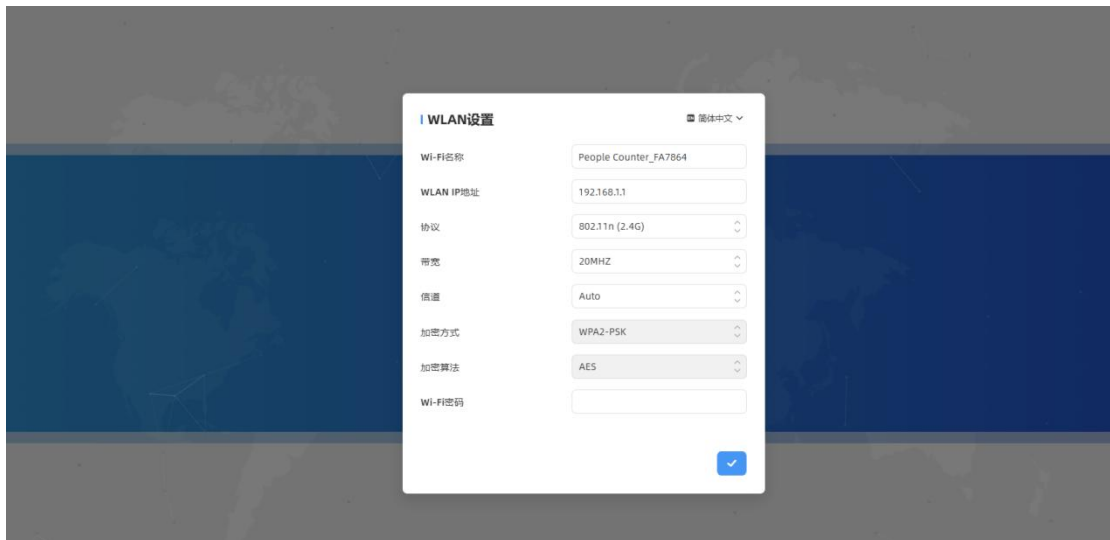 WLAN设置
简体中文
Wi-Fi名称 People Counter_FA7864
WLAN IP地址 192.168.1.1
协议 802.11n (2.4G)
带宽 20MHZ
信道 Auto
加密方式 WPA2-PSK
加密算法 AES
Wi-Fi密码